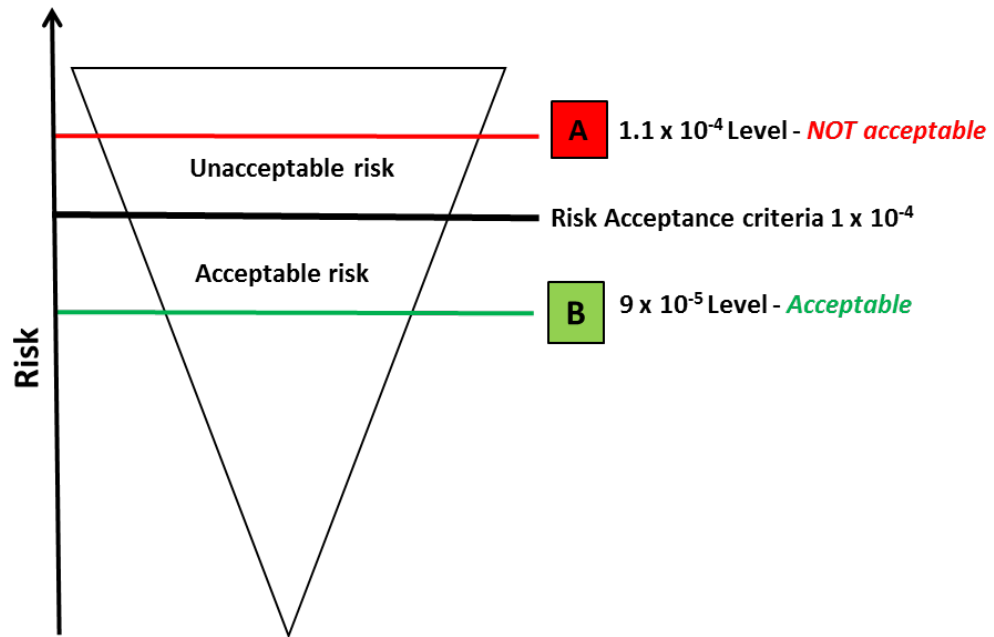 A
1.1 x 10⁻⁴ Level - NOT acceptable
Unacceptable risk
Risk Acceptance criteria 1 x 10⁻⁴
Acceptable risk
B
9 x 10⁻⁵ Level - Acceptable
Risk